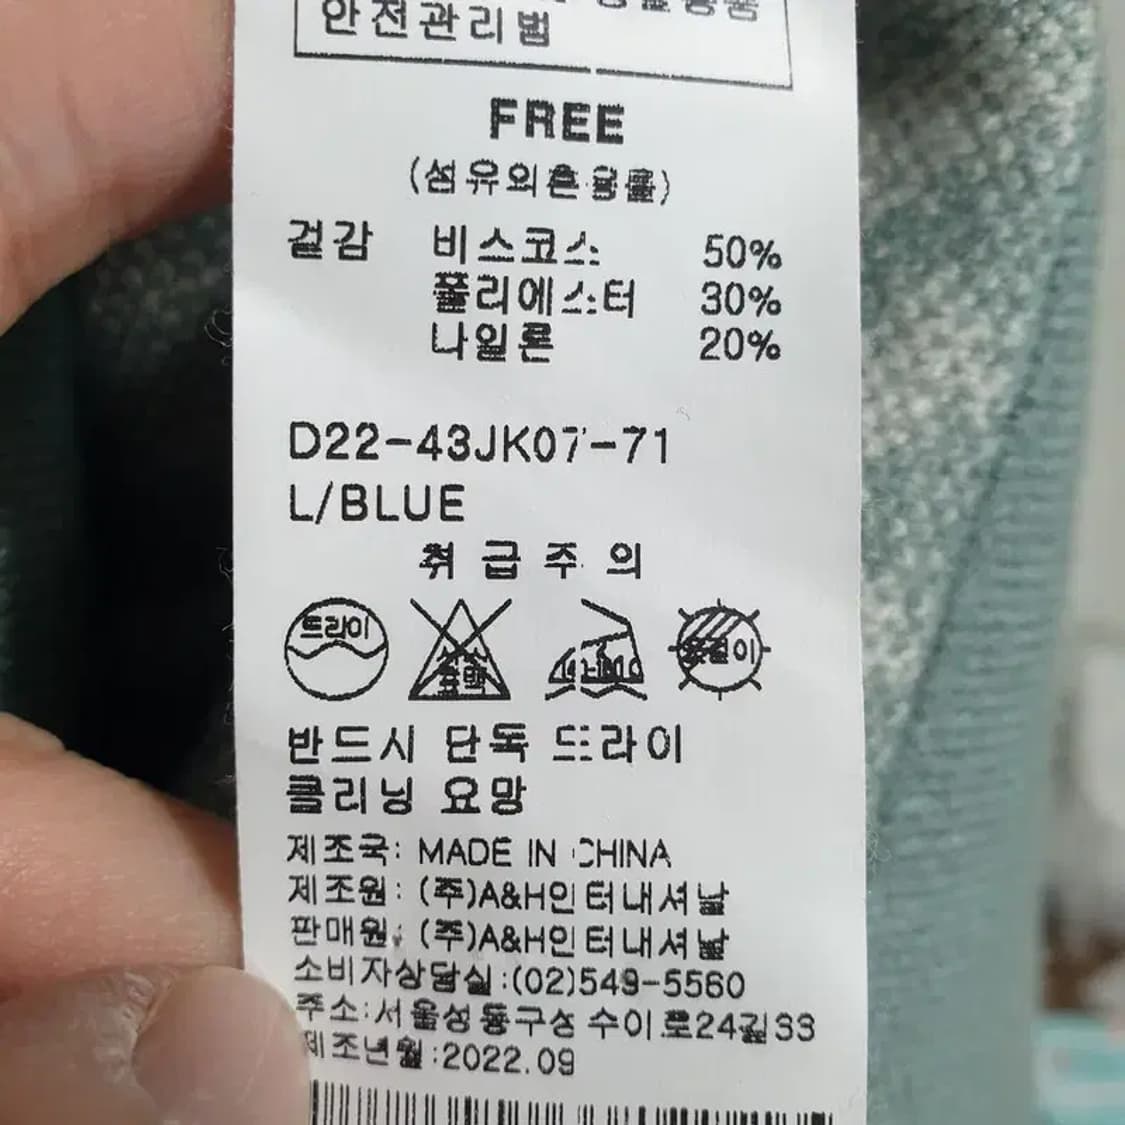 안전관리법
FREE
(섬유의혼용률)
겉감 비스코스 50%
폴리에스터 30%
나일론 20%
D22-43JK07-71
L/BLUE
취급주의
드라이
표백
옷걸이
반드시 단독 드라이
클리닝 요망
제조국: MADE IN CHINA
제조원: (주)A&H인터내셔날
판매원: (주)A&H인터내셔날
소비자상담실:(02)549-5560
주소:서울성동구성수이로24길33
제조년월:2022.09